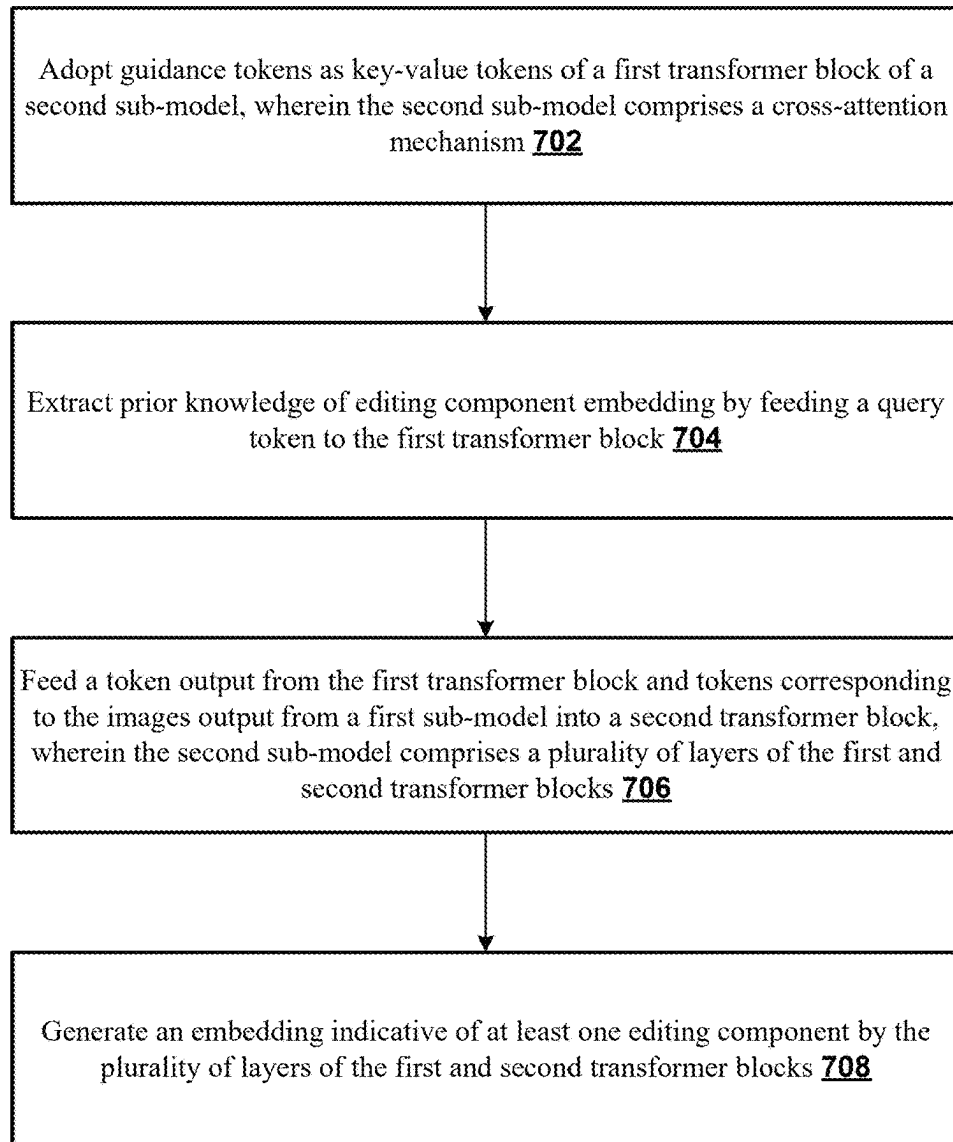 Adopt guidance tokens as key-value tokens of a first transformer block of a
second sub-model, wherein the second sub-model comprises a cross-attention
mechanism 702
Extract prior knowledge of editing component embedding by feeding a query
token to the first transformer block 704
Feed a token output from the first transformer block and tokens corresponding
to the images output from a first sub-model into a second transformer block,
wherein the second sub-model comprises a plurality of layers of the first and
second transformer blocks 706
Generate an embedding indicative of at least one editing component by the
plurality of layers of the first and second transformer blocks 708